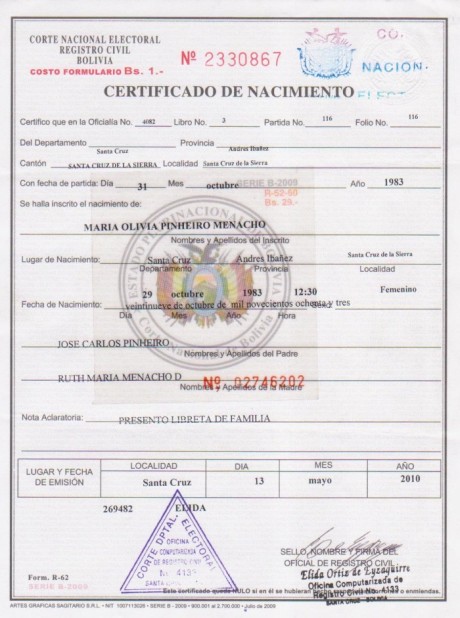 CORTE NACIONAL ELECTORAL
REGISTRO CIVIL
BOLIVIA
COSTO FORMULARIO Bs. 1.-
Nº 2330867
CO.
NACION.
ELECT
CERTIFICADO DE NACIMIENTO
Certifico que en la Oficialía No. 4082 Libro No. 3 Partida No. 116 Folio No. 116
Del Departamento Santa Cruz Provincia Andres Ibañez
Cantón SANTA CRUZ DE LA SIERRA Localidad Santa Cruz de la Sierra
Con fecha de partida: Día 31 Mes octubre Año 1983
SERIE B-2009
R-62-60
Bs. 29.-
Se halla inscrito el nacimiento de:
MARIA OLIVIA PINHEIRO MENACHO
Nombres y Apellidos del Inscrito
Lugar de Nacimiento: Santa Cruz Andres Ibañez Santa Cruz de la Sierra
Departamento Provincia Localidad
29 octubre 1983 12:30 Femenino
Fecha de Nacimiento: veintinueve de octubre de mil novecientos ochenta y tres
Día Mes Año Hora
JOSE CARLOS PINHEIRO
Nombres y Apellidos del Padre
RUTH MARIA MENACHO D
Nº 02746202
Nombres y Apellidos de la Madre
Nota Aclaratoria: PRESENTO LIBRETA DE FAMILIA
LUGAR Y FECHA DE EMISIÓN
LOCALIDAD DIA MES AÑO
Santa Cruz 13 mayo 2010
269482 ELIDA
CORTE DPTAL. ELECTORAL
OFICINA
COMPUTARIZADA
DE REGISTRO CIVIL
No. 4133
SANTA
SELLO, NOMBRE Y FIRMA DEL
OFICIAL DE REGISTRO CIVIL
Elida Ortis de Eyzaguirre
Oficina Computarizada de
Registro Civil No. 4133
SANTA CRUZ - BOLIVIA
Form. R-62
SERIE B-2009
Este certificado queda NULO si en él se hubieran hecho
ARTES GRAFICAS SAGITARIO S.R.L. • NIT 1007113028 • SERIE B - 2009 • 900.001 al 2.700.000 • Julio de 2009